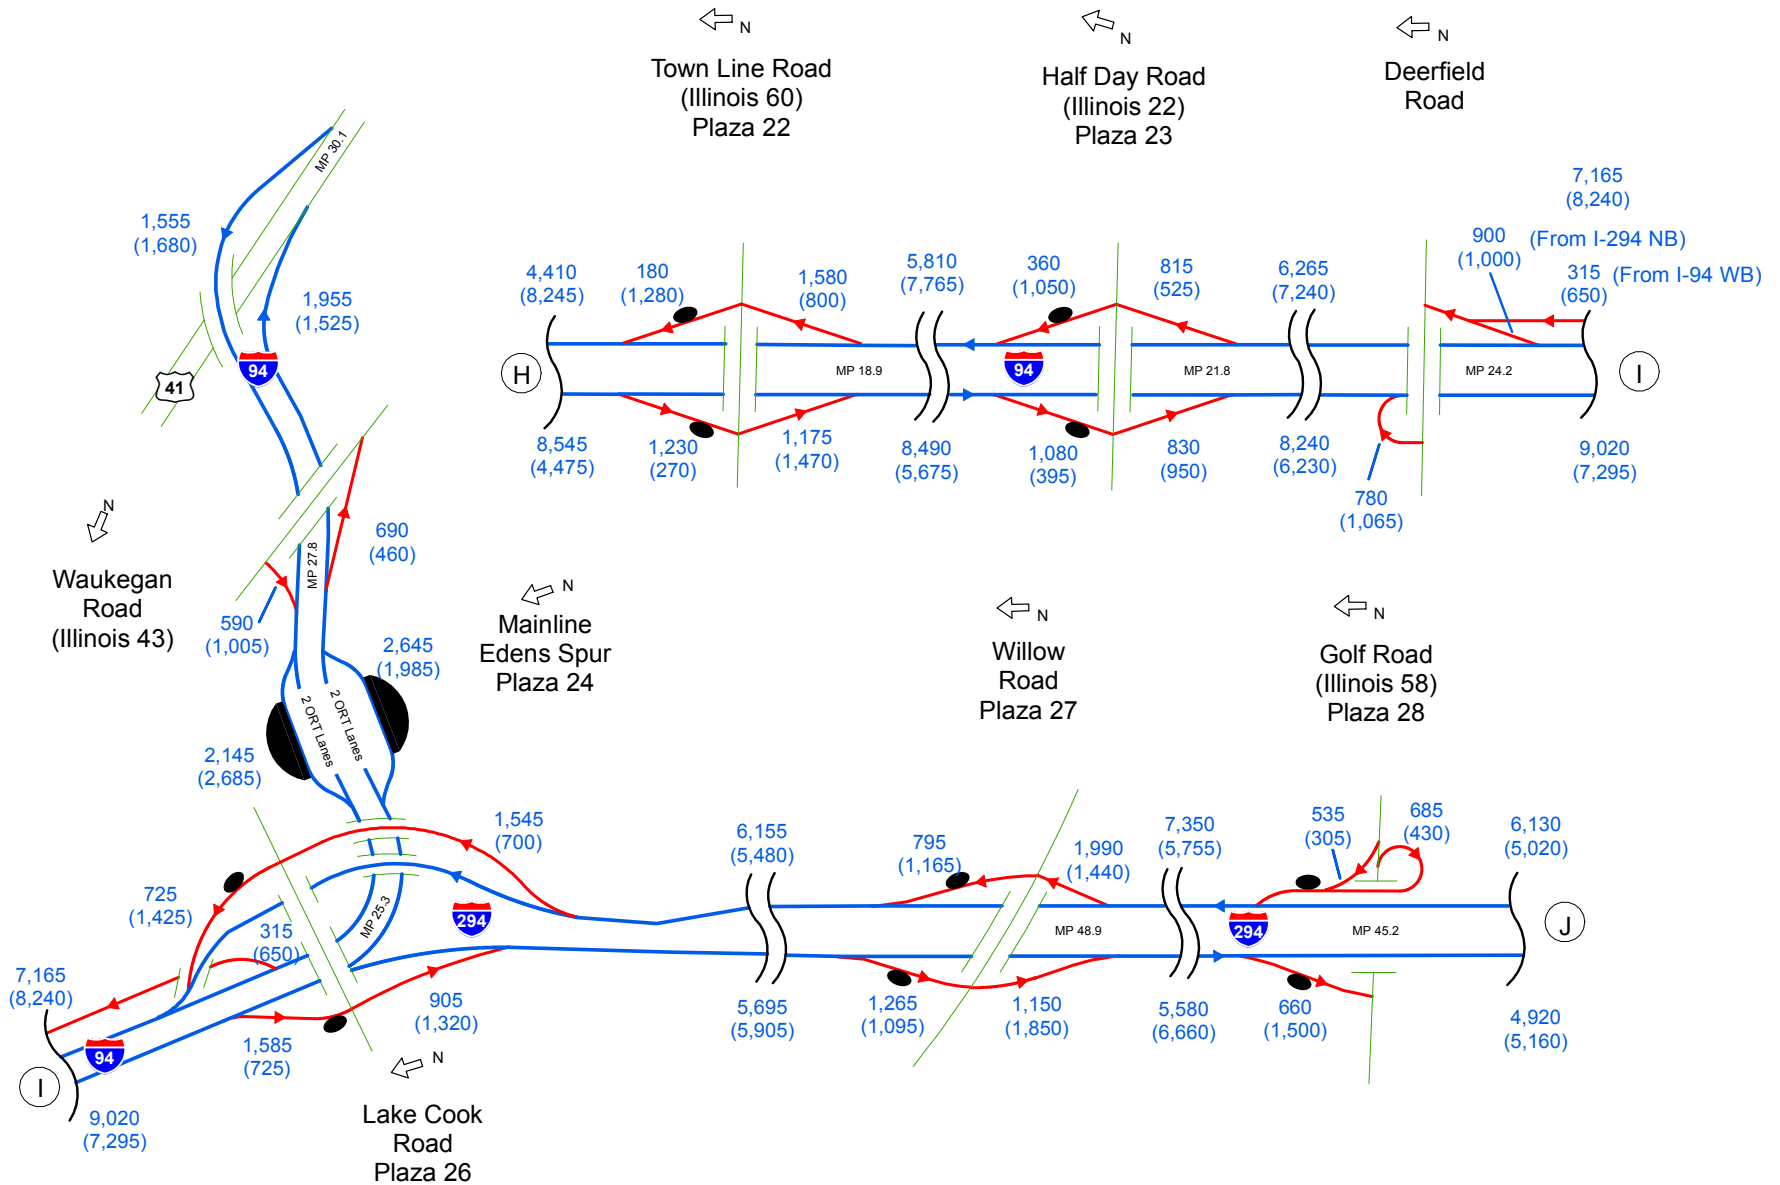 N
Town Line Road
(Illinois 60)
Plaza 22
N
Half Day Road
(Illinois 22)
Plaza 23
N
Deerfield
Road
7,165
(8,240)
900
(1,000)
(From I-294 NB)
315
(650)
(From I-94 WB)
4,410
(8,245)
180
(1,280)
1,580
(800)
5,810
(7,765)
360
(1,050)
815
(525)
6,265
(7,240)
H
MP 18.9
94
MP 21.8
MP 24.2
I
8,545
(4,475)
1,230
(270)
1,175
(1,470)
8,490
(5,675)
1,080
(395)
830
(950)
8,240
(6,230)
780
(1,065)
9,020
(7,295)
MP 30.1
1,555
(1,680)
1,955
(1,525)
94
41
N
Waukegan
Road
(Illinois 43)
690
(460)
MP 27.8
590
(1,005)
2,645
(1,985)
2 ORT Lanes
2 ORT Lanes
2,145
(2,685)
N
Mainline
Edens Spur
Plaza 24
N
Willow
Road
Plaza 27
N
Golf Road
(Illinois 58)
Plaza 28
1,545
(700)
725
(1,425)
315
(650)
MP 25.3
294
7,165
(8,240)
94
I
9,020
(7,295)
1,585
(725)
905
(1,320)
N
Lake Cook
Road
Plaza 26
6,155
(5,480)
795
(1,165)
1,990
(1,440)
7,350
(5,755)
535
(305)
685
(430)
6,130
(5,020)
MP 48.9
294
MP 45.2
J
5,695
(5,905)
1,265
(1,095)
1,150
(1,850)
5,580
(6,660)
660
(1,500)
4,920
(5,160)